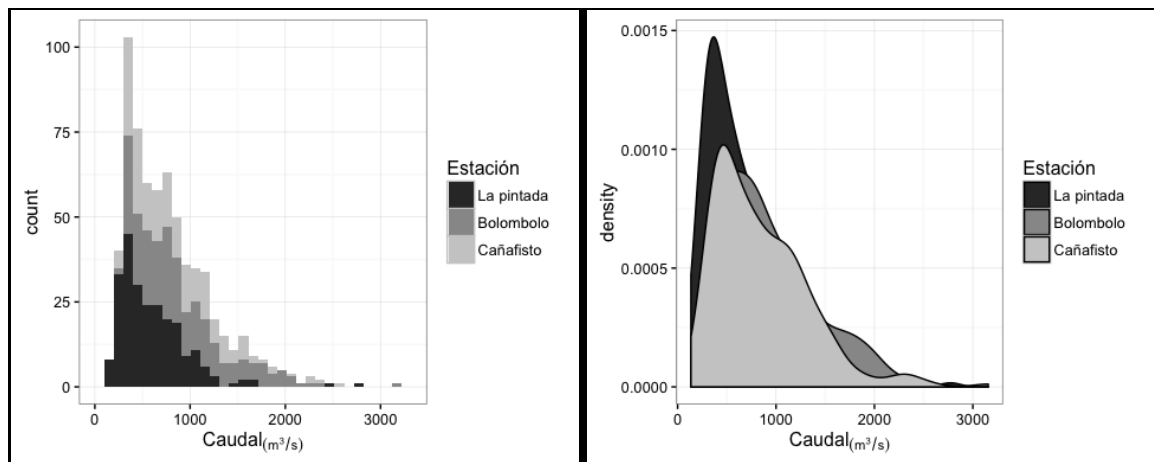 100
75
50
25
0
count
0 1000 2000 3000
Caudal(m³/s)
Estación
La pintada
Bolombolo
Cañafisto
0.0015
0.0010
0.0005
0.0000
density
0 1000 2000 3000
Caudal(m³/s)
Estación
La pintada
Bolombolo
Cañafisto